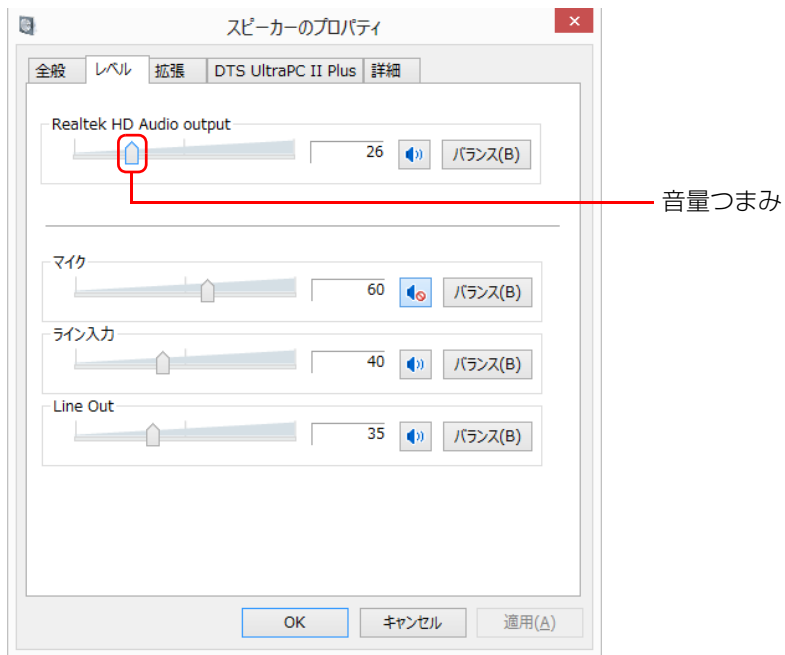 スピーカーのプロパティ
全般 レベル 拡張 DTS UltraPC II Plus 詳細
Realtek HD Audio output
26 バランス(B)
音量つまみ
マイク
60 バランス(B)
ライン入力
40 バランス(B)
Line Out
35 バランス(B)
OK キャンセル 適用(A)